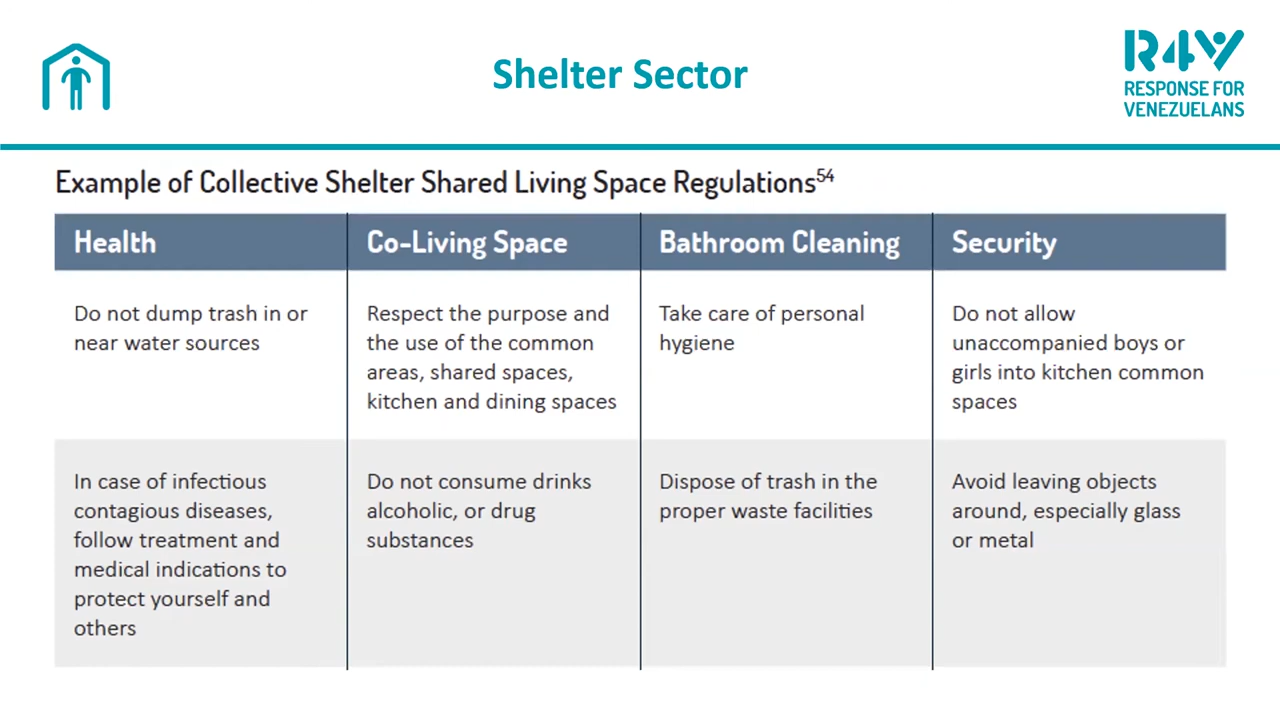 Shelter Sector
R4V
RESPONSE FOR
VENEZUELANS
Example of Collective Shelter Shared Living Space Regulations54
Health
Co-Living Space
Bathroom Cleaning
Security
Do not dump trash in or
near water sources
Respect the purpose and
the use of the common
areas, shared spaces,
kitchen and dining spaces
Take care of personal
hygiene
Do not allow
unaccompanied boys or
girls into kitchen common
spaces
In case of infectious
contagious diseases,
follow treatment and
medical indications to
protect yourself and
others
Do not consume drinks
alcoholic, or drug
substances
Dispose of trash in the
proper waste facilities
Avoid leaving objects
around, especially glass
or metal